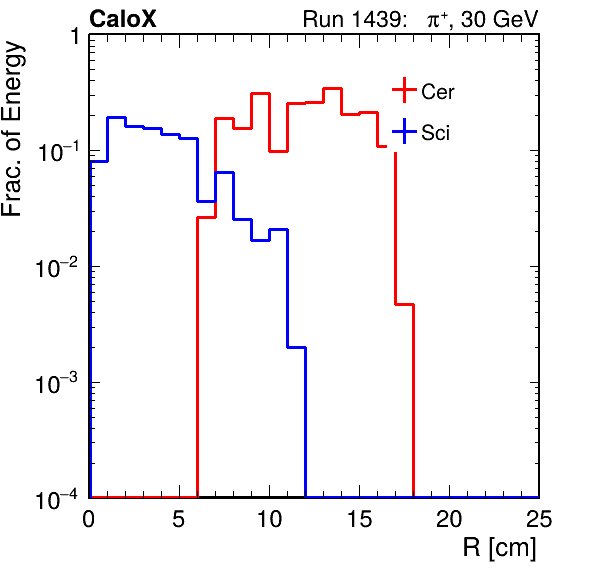 CaloX Run 1439: π⁺, 30 GeV
Frac. of Energy
1
10⁻¹
10⁻²
10⁻³
10⁻⁴
Cer
Sci
0 5 10 15 20 25
R [cm]